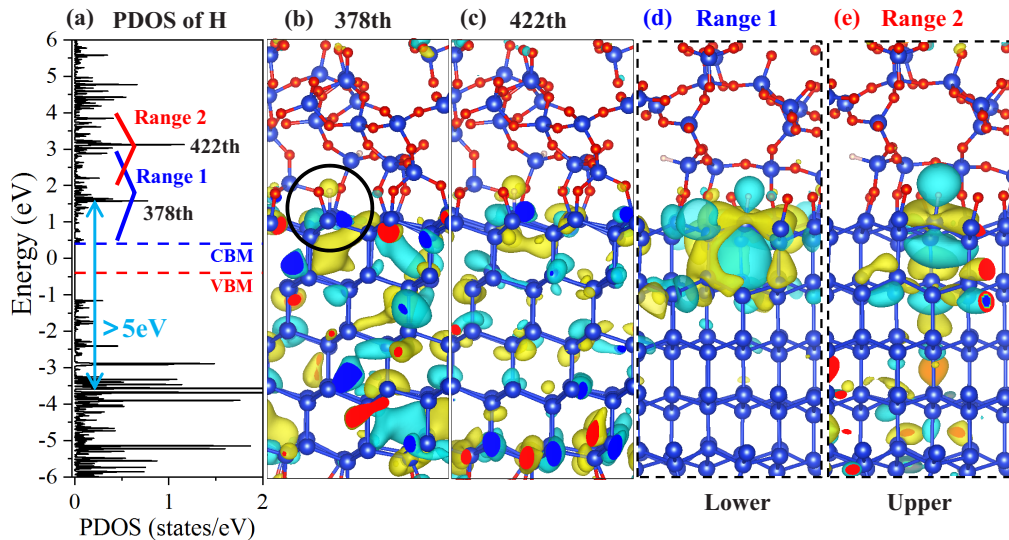 (a) PDOS of H (b) 378th (c) 422th (d) Range 1 (e) Range 2
6
5
4
3
2
1
0
-1
-2
-3
-4
-5
-6
Energy (eV)
Range 2
422th
Range 1
378th
CBM
VBM
>5eV
0 1 2
PDOS (states/eV)
Lower
Upper